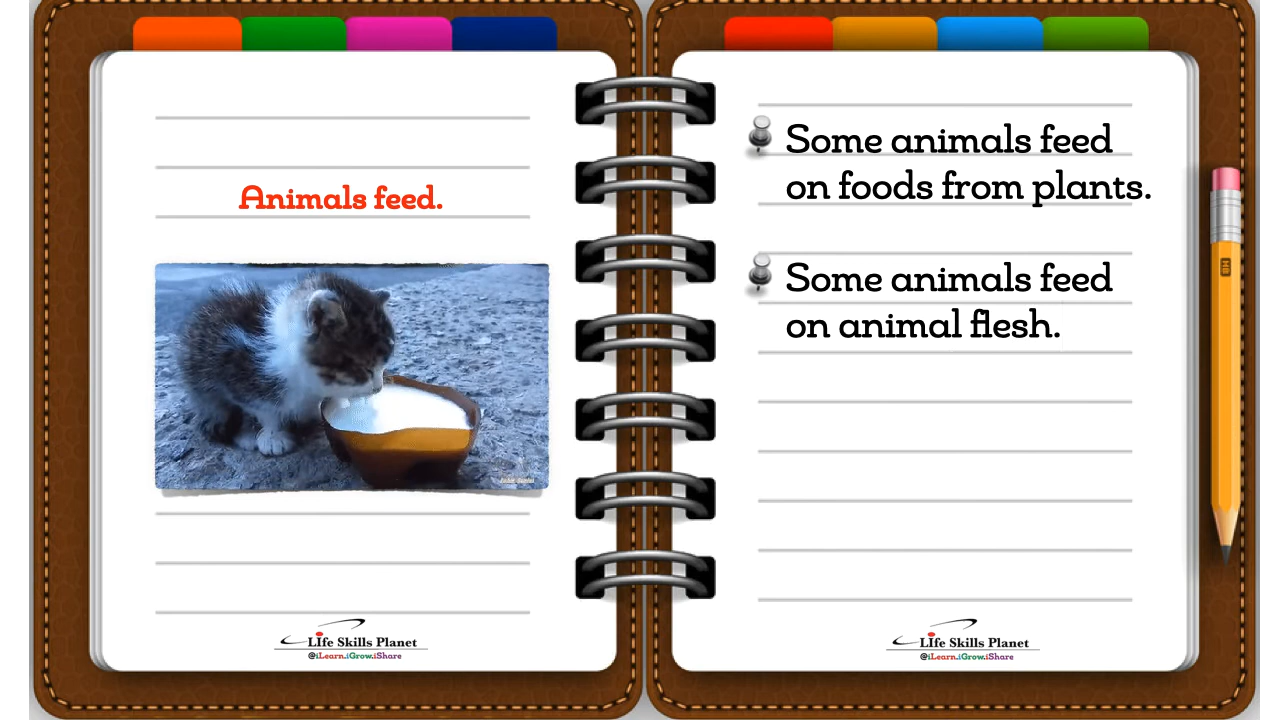 Animals feed.
LIfe Skills Planet
@iLearn.iGrow.iShare
Some animals feed
on foods from plants.
Some animals feed
on animal flesh.
LIfe Skills Planet
@iLearn.iGrow.iShare
HB